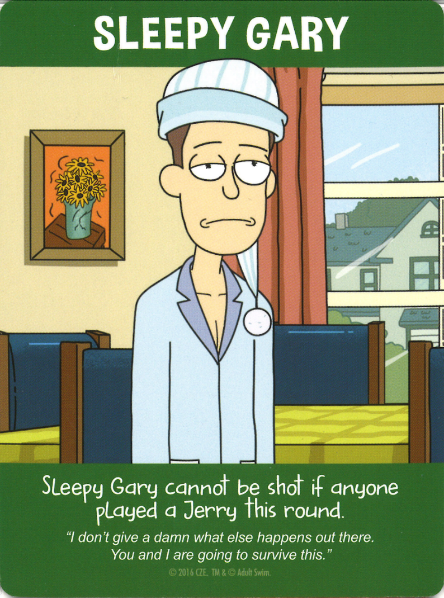 SLEEPY GARY
Sleepy Gary cannot be shot if anyone
played a Jerry this round.
“I don’t give a damn what else happens out there.
You and I are going to survive this.”
© 2016 CZE. TM & © Adult Swim.